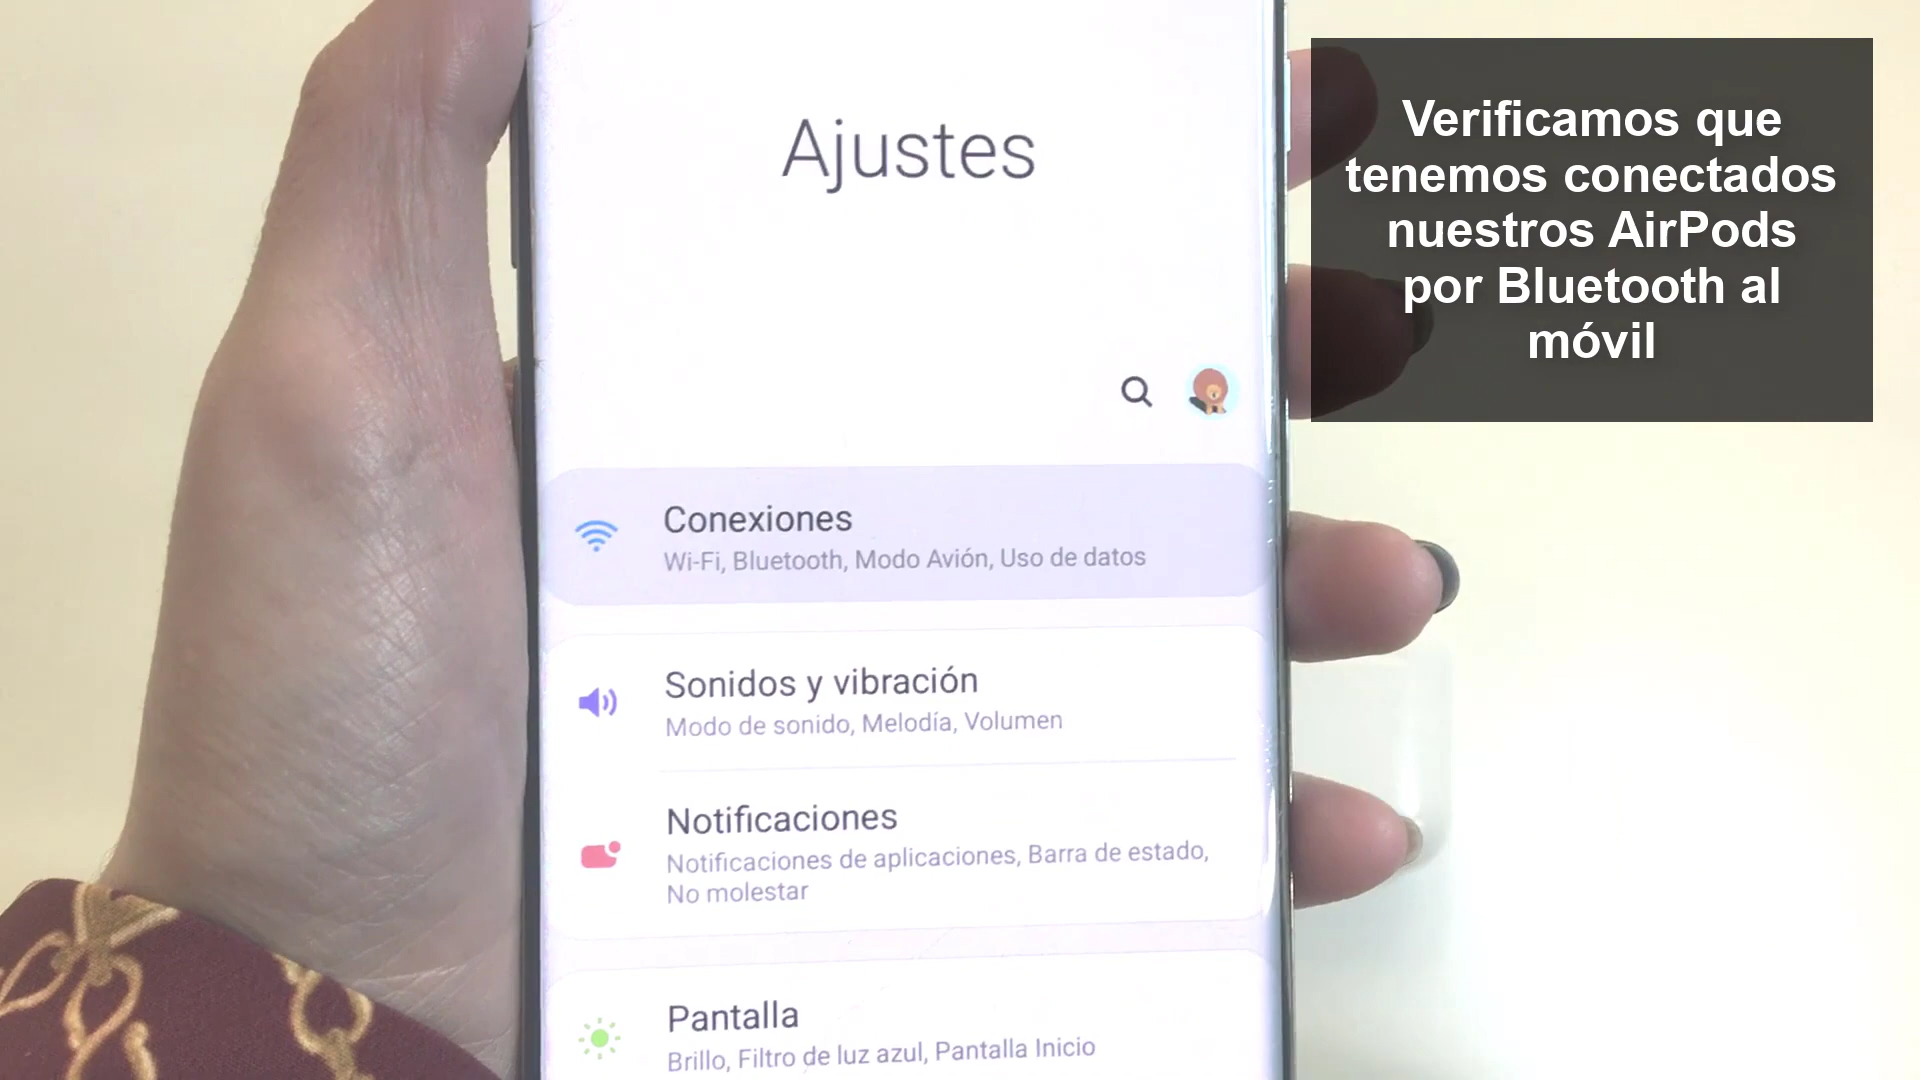 Verificamos que
tenemos conectados
nuestros AirPods
por Bluetooth al
móvil
Ajustes
Conexiones
Wi-Fi, Bluetooth, Modo Avión, Uso de datos
Sonidos y vibración
Modo de sonido, Melodía, Volumen
Notificaciones
Notificaciones de aplicaciones, Barra de estado,
No molestar
Pantalla
Brillo, Filtro de luz azul, Pantalla Inicio